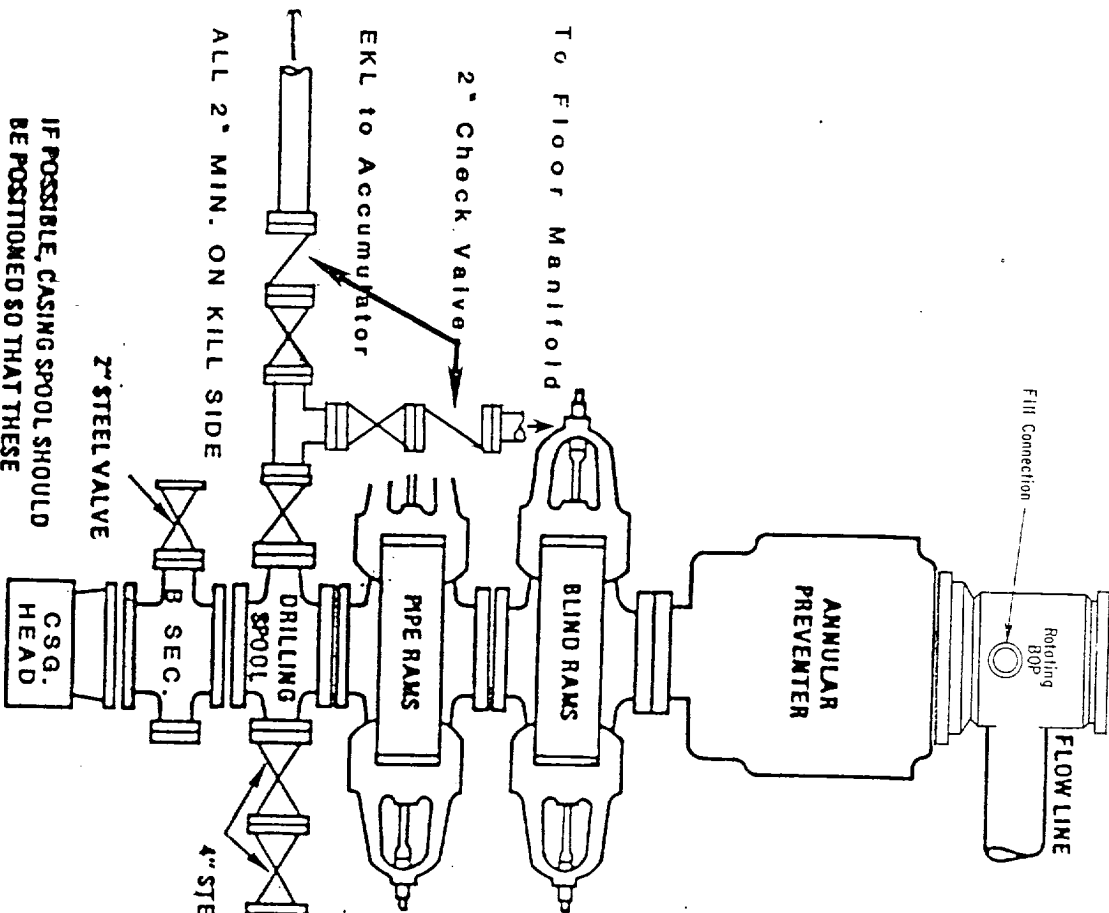 Fill Connection
Rotating
BOP
FLOW LINE
ANNULAR
PREVENTER
To Floor Manifold
2" Check Valve
EKL to Accumulator
ALL 2" MIN. ON KILL SIDE
BLIND RAMS
PIPE RAMS
DRILLING
SPOOL
2" STEEL VALVE
B SEC.
4" STE
CSG.
HEAD
IF POSSIBLE, CASING SPOOL SHOULD
BE POSITIONED SO THAT THESE